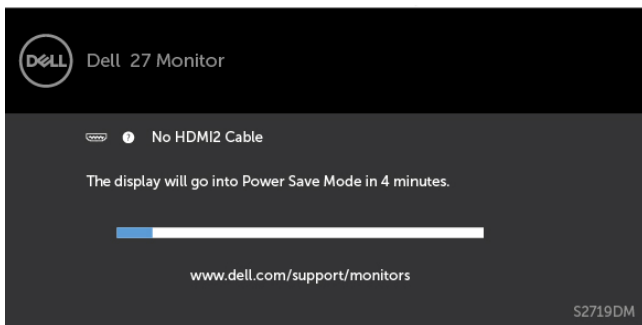 DELL
Dell 27 Monitor
? No HDMI2 Cable
The display will go into Power Save Mode in 4 minutes.
www.dell.com/support/monitors
S2719DM